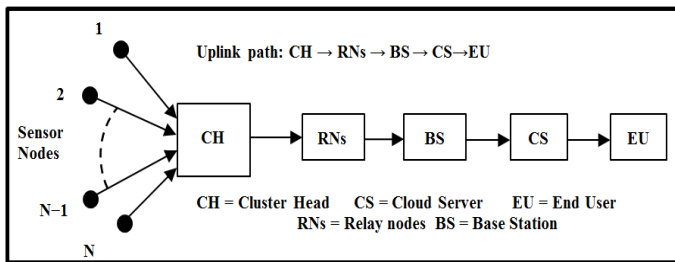 1
Uplink path: CH → RNs → BS → CS→EU
2
Sensor
Nodes
CH
RNs
BS
CS
EU
N−1
CH = Cluster Head CS = Cloud Server EU = End User
RNs = Relay nodes BS = Base Station
N